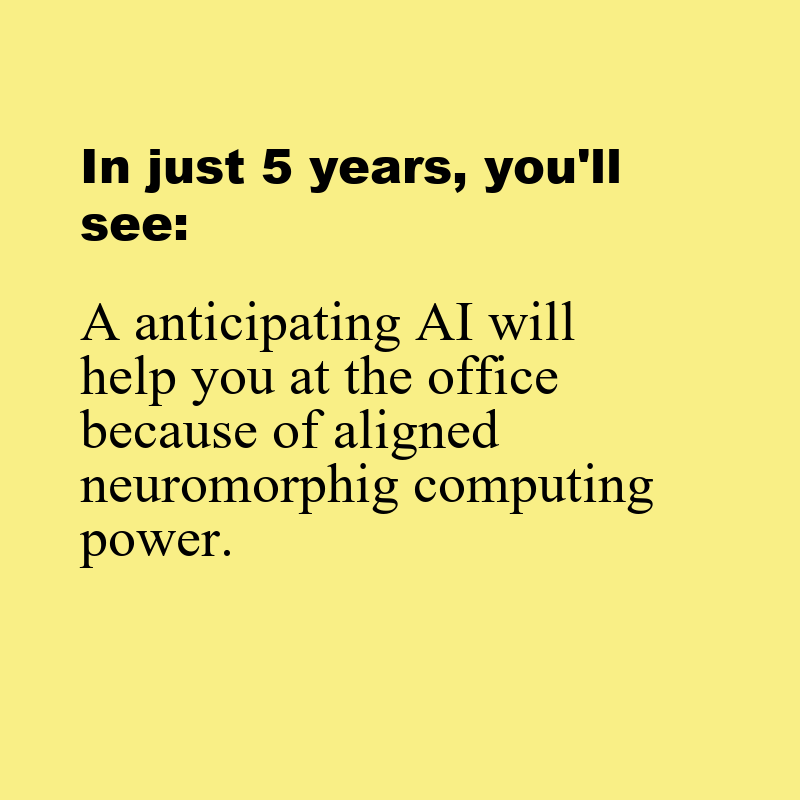 In just 5 years, you'll
see:
A anticipating AI will
help you at the office
because of aligned
neuromorphig computing
power.